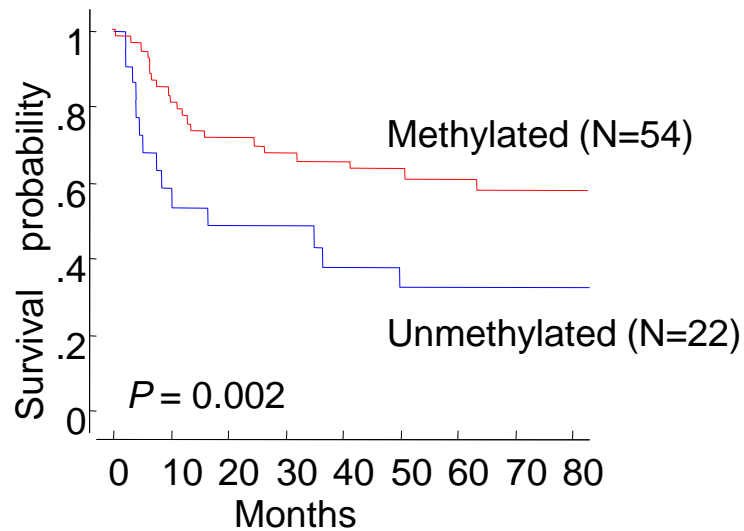 Survival probability
1
.8
.6
.4
.2
0
Methylated (N=54)
Unmethylated (N=22)
P = 0.002
0 10 20 30 40 50 60 70 80
Months